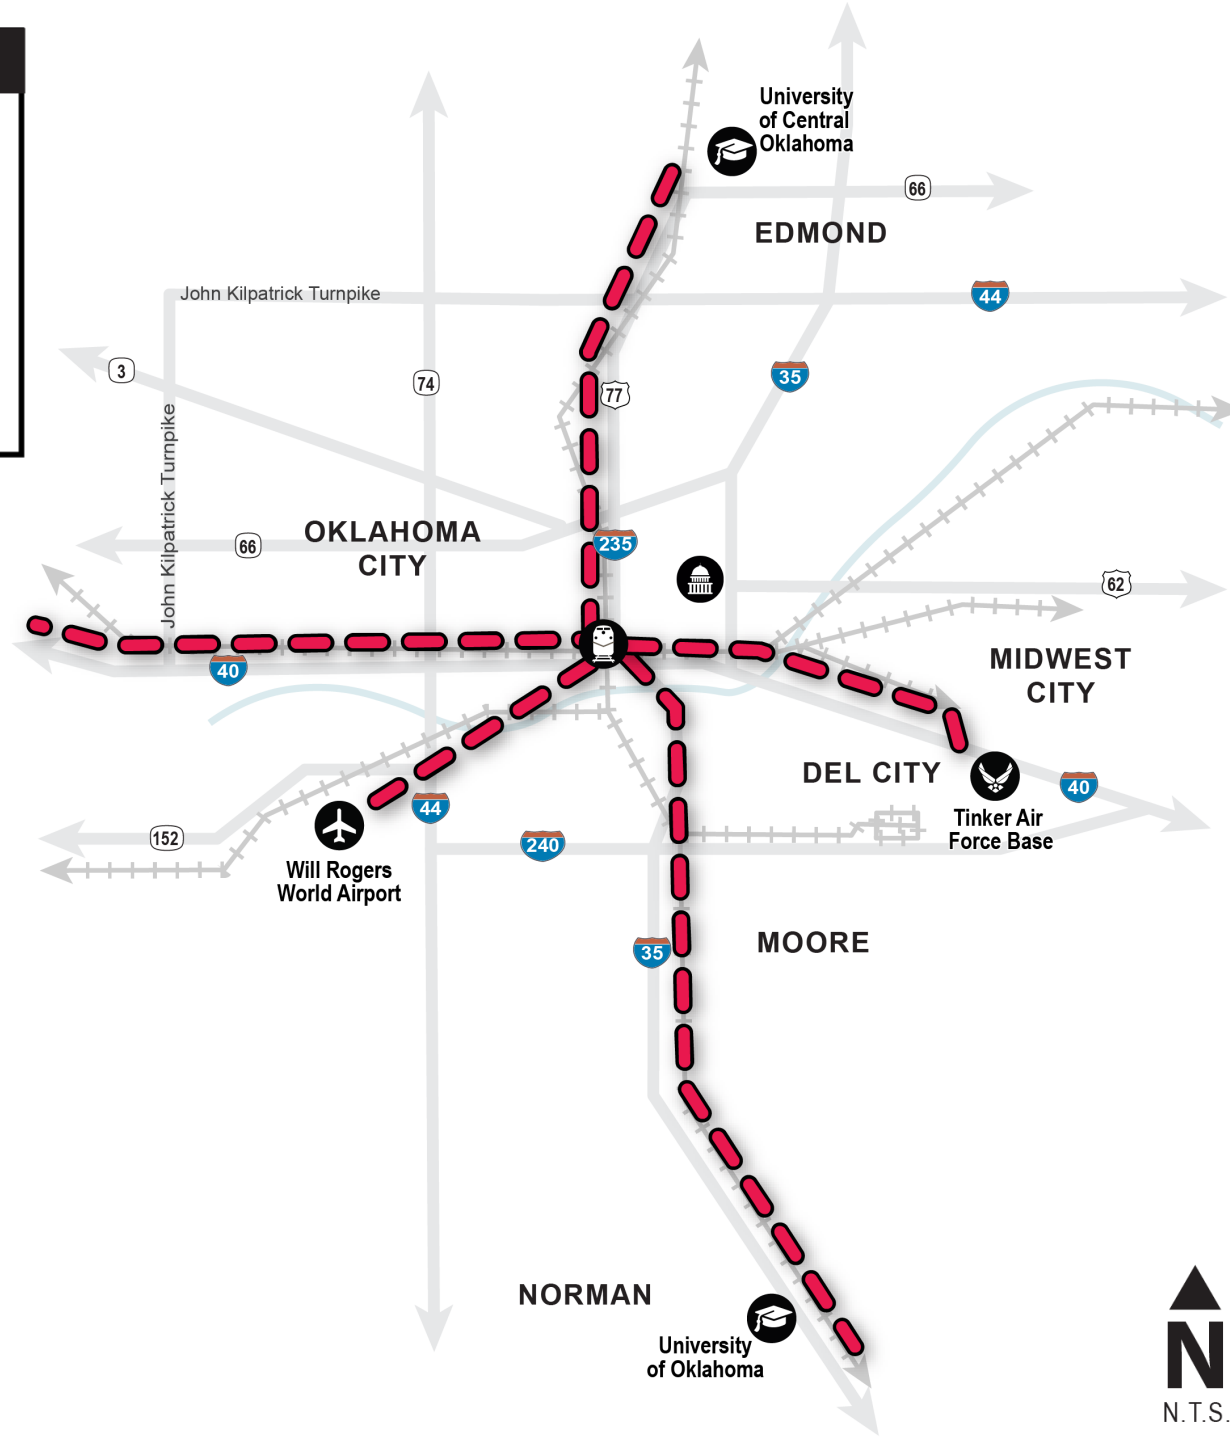 University
of Central
Oklahoma
66
EDMOND
John Kilpatrick Turnpike
44
3
74
77
35
John Kilpatrick Turnpike
OKLAHOMA
CITY
66
235
62
MIDWEST
CITY
40
DEL CITY
40
44
152
Tinker Air
Force Base
240
Will Rogers
World Airport
35
MOORE
NORMAN
University
of Oklahoma
N
N.T.S.